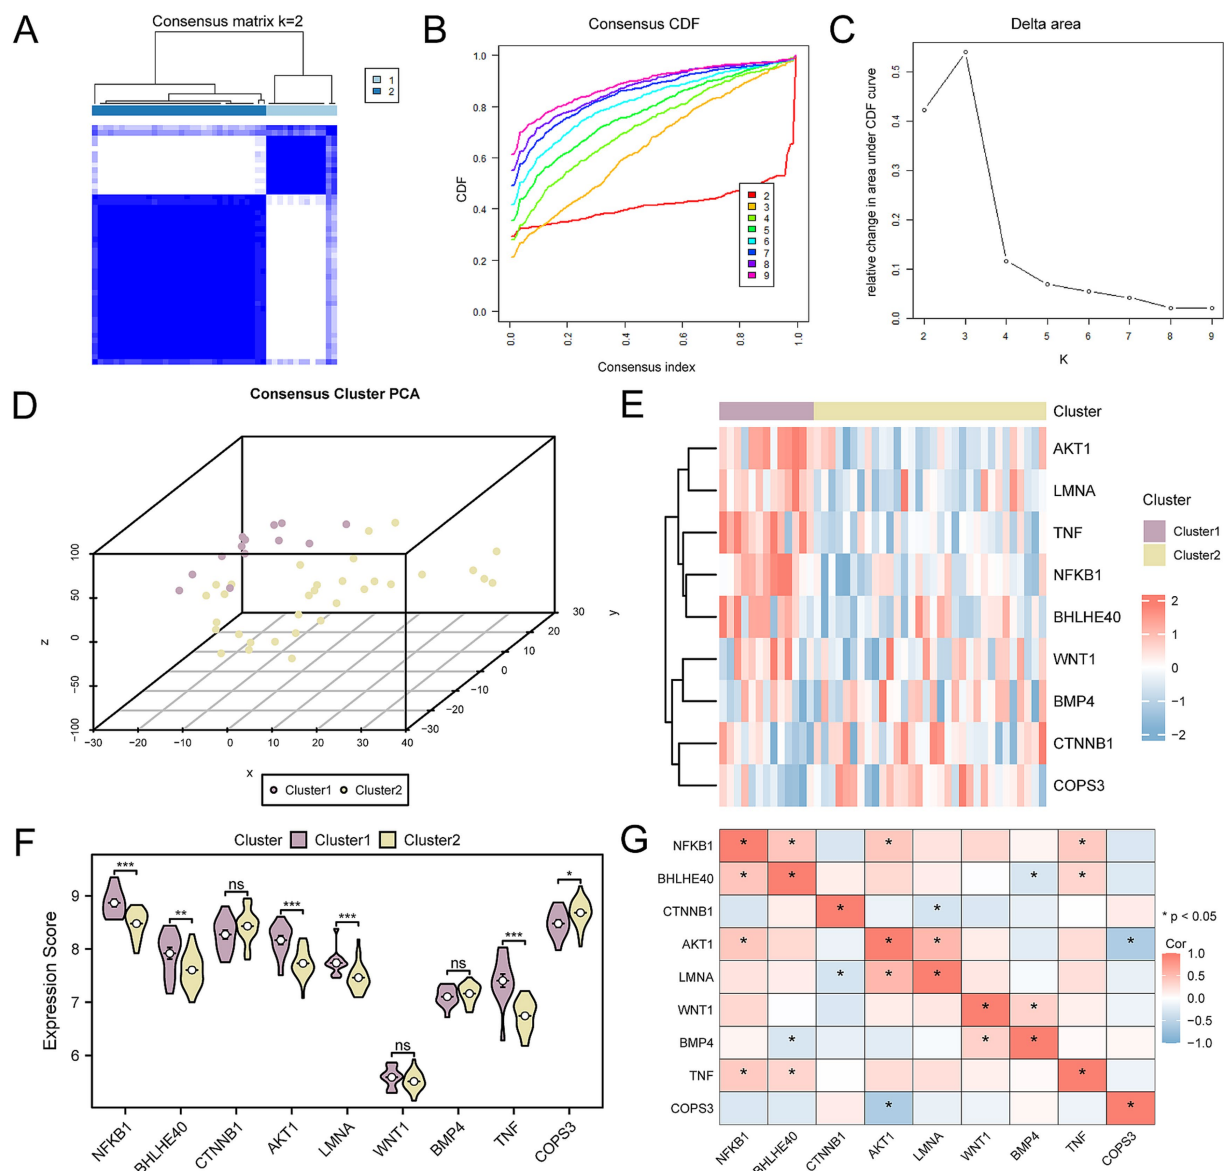 A
Consensus matrix k=2
1
2
B
Consensus CDF
CDF
1.0
0.8
0.6
0.4
0.2
0.0
2
3
4
5
6
7
8
9
0.0
0.2
0.4
0.6
0.8
1.0
Consensus index
C
Delta area
relative change in area under CDF curve
0.5
0.4
0.3
0.2
0.1
0.0
2
3
4
5
6
7
8
9
K
D
Consensus Cluster PCA
z
100
50
0
−50
−100
−30
−20
−10
0
10
20
30
40
x
y
30
20
10
0
−10
−20
−30
Cluster1
Cluster2
E
Cluster
AKT1
LMNA
TNF
NFKB1
BHLHE40
WNT1
BMP4
CTNNB1
COPS3
Cluster
Cluster1
Cluster2
2
1
0
−1
−2
F
Cluster
Cluster1
Cluster2
Expression Score
9
8
7
6
***
**
ns
***
***
ns
ns
***
*
NFKB1
BHLHE40
CTNNB1
AKT1
LMNA
WNT1
BMP4
TNF
COPS3
G
NFKB1 * * * *
BHLHE40 * * * *
CTNNB1 * *
AKT1 * * * *
LMNA * * *
WNT1 * *
BMP4 * * *
TNF * * *
COPS3 * *
NFKB1
BHLHE40
CTNNB1
AKT1
LMNA
WNT1
BMP4
TNF
COPS3
* p < 0.05
Cor
1.0
0.5
0.0
−0.5
−1.0